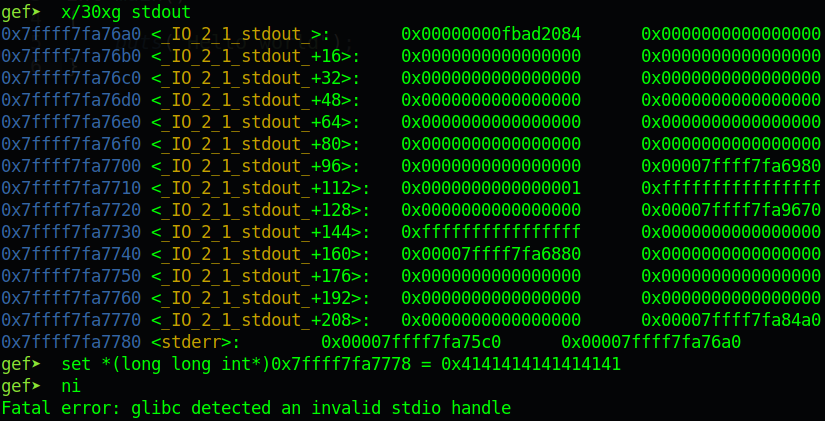 gef➤  x/30xg stdout
0x7ffff7fa76a0 <_IO_2_1_stdout_>:       0x00000000fbad2084      0x0000000000000000
0x7ffff7fa76b0 <_IO_2_1_stdout_+16>:    0x0000000000000000      0x0000000000000000
0x7ffff7fa76c0 <_IO_2_1_stdout_+32>:    0x0000000000000000      0x0000000000000000
0x7ffff7fa76d0 <_IO_2_1_stdout_+48>:    0x0000000000000000      0x0000000000000000
0x7ffff7fa76e0 <_IO_2_1_stdout_+64>:    0x0000000000000000      0x0000000000000000
0x7ffff7fa76f0 <_IO_2_1_stdout_+80>:    0x0000000000000000      0x0000000000000000
0x7ffff7fa7700 <_IO_2_1_stdout_+96>:    0x0000000000000000      0x00007ffff7fa6980
0x7ffff7fa7710 <_IO_2_1_stdout_+112>:   0x0000000000000001      0xffffffffffffffff
0x7ffff7fa7720 <_IO_2_1_stdout_+128>:   0x0000000000000000      0x00007ffff7fa9670
0x7ffff7fa7730 <_IO_2_1_stdout_+144>:   0xffffffffffffffff      0x0000000000000000
0x7ffff7fa7740 <_IO_2_1_stdout_+160>:   0x00007ffff7fa6880      0x0000000000000000
0x7ffff7fa7750 <_IO_2_1_stdout_+176>:   0x0000000000000000      0x0000000000000000
0x7ffff7fa7760 <_IO_2_1_stdout_+192>:   0x0000000000000000      0x0000000000000000
0x7ffff7fa7770 <_IO_2_1_stdout_+208>:   0x0000000000000000      0x00007ffff7fa84a0
0x7ffff7fa7780 <stderr>:        0x00007ffff7fa75c0      0x00007ffff7fa76a0
gef➤  set *(long long int*)0x7ffff7fa7778 = 0x4141414141414141
gef➤  ni
Fatal error: glibc detected an invalid stdio handle